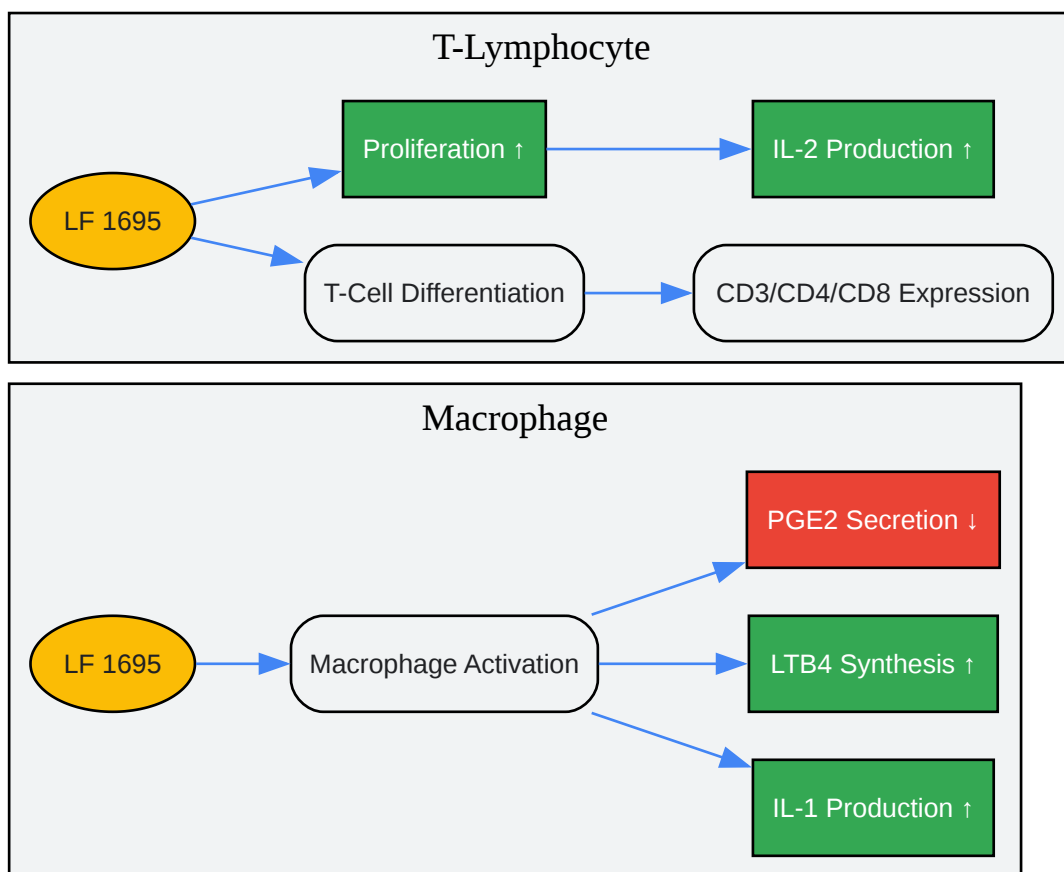 T-Lymphocyte
Proliferation ↑
IL-2 Production ↑
LF 1695
T-Cell Differentiation
CD3/CD4/CD8 Expression
Macrophage
PGE2 Secretion ↓
LF 1695
Macrophage Activation
LTB4 Synthesis ↑
IL-1 Production ↑